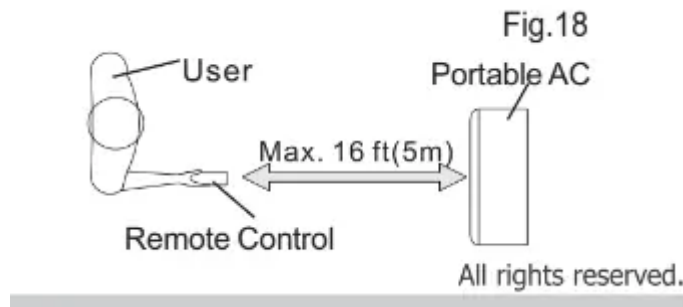 Fig.18
User
Portable AC
Max. 16 ft(5m)
Remote Control
All rights reserved.